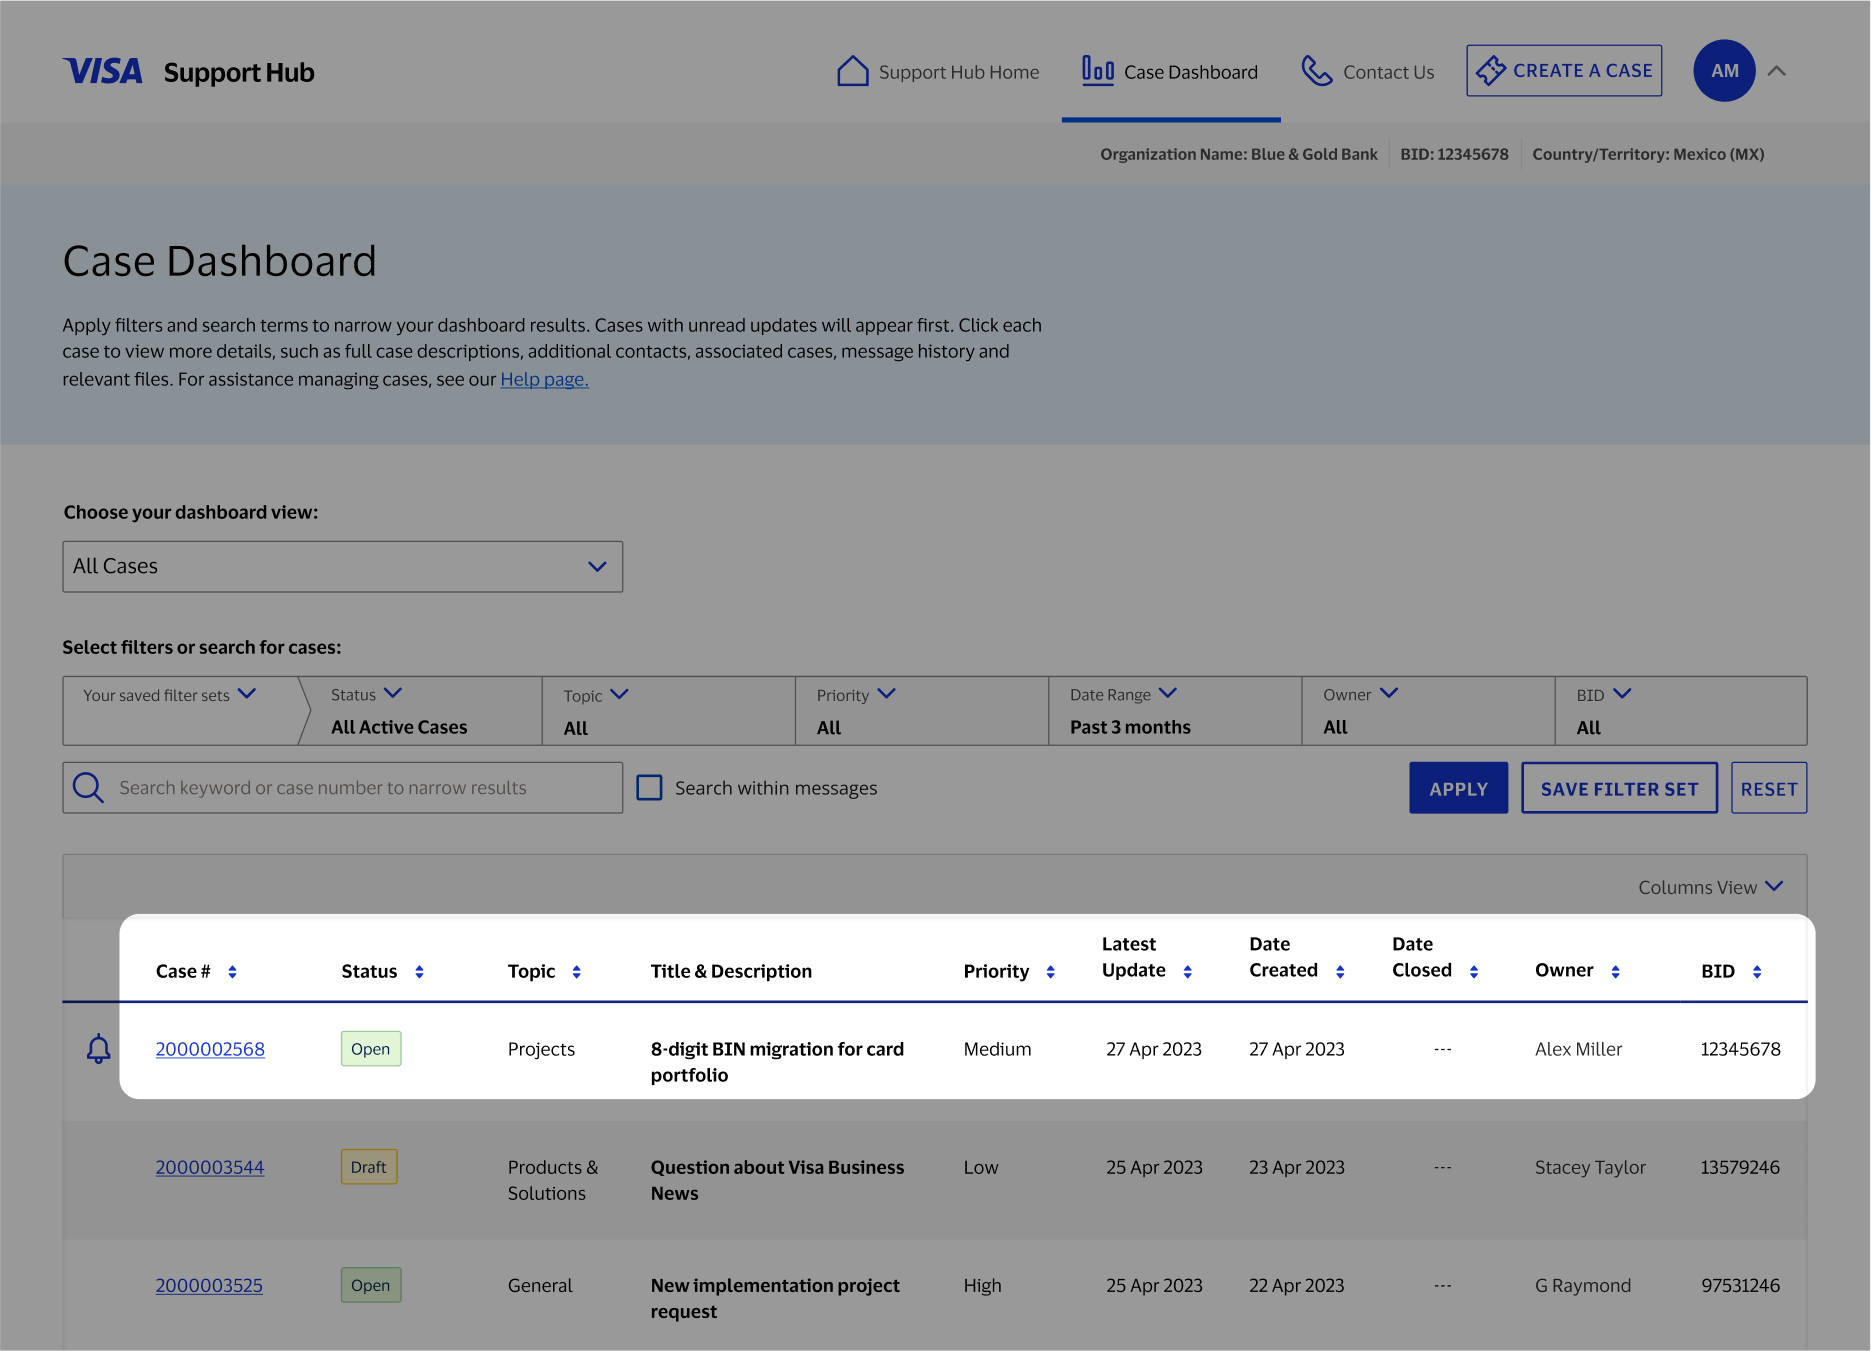 VISA Support Hub
Support Hub Home
Case Dashboard
Contact Us
CREATE A CASE
AM
Organization Name: Blue & Gold Bank
BID: 12345678
Country/Territory: Mexico (MX)
Case Dashboard
Apply filters and search terms to narrow your dashboard results. Cases with unread updates will appear first. Click each
case to view more details, such as full case descriptions, additional contacts, associated cases, message history and
relevant files. For assistance managing cases, see our Help page.
Choose your dashboard view:
All Cases
Select filters or search for cases:
Your saved filter sets
Status
All Active Cases
Topic
All
Priority
All
Date Range
Past 3 months
Owner
All
BID
All
Search keyword or case number to narrow results
Search within messages
APPLY
SAVE FILTER SET
RESET
Columns View
Case #
Status
Topic
Title & Description
Priority
Latest
Update
Date
Created
Date
Closed
Owner
BID
2000002568
Open
Projects
8-digit BIN migration for card
portfolio
Medium
27 Apr 2023
27 Apr 2023
---
Alex Miller
12345678
2000003544
Draft
Products &
Solutions
Question about Visa Business
News
Low
25 Apr 2023
23 Apr 2023
---
Stacey Taylor
13579246
2000003525
Open
General
New implementation project
request
High
25 Apr 2023
22 Apr 2023
---
G Raymond
97531246